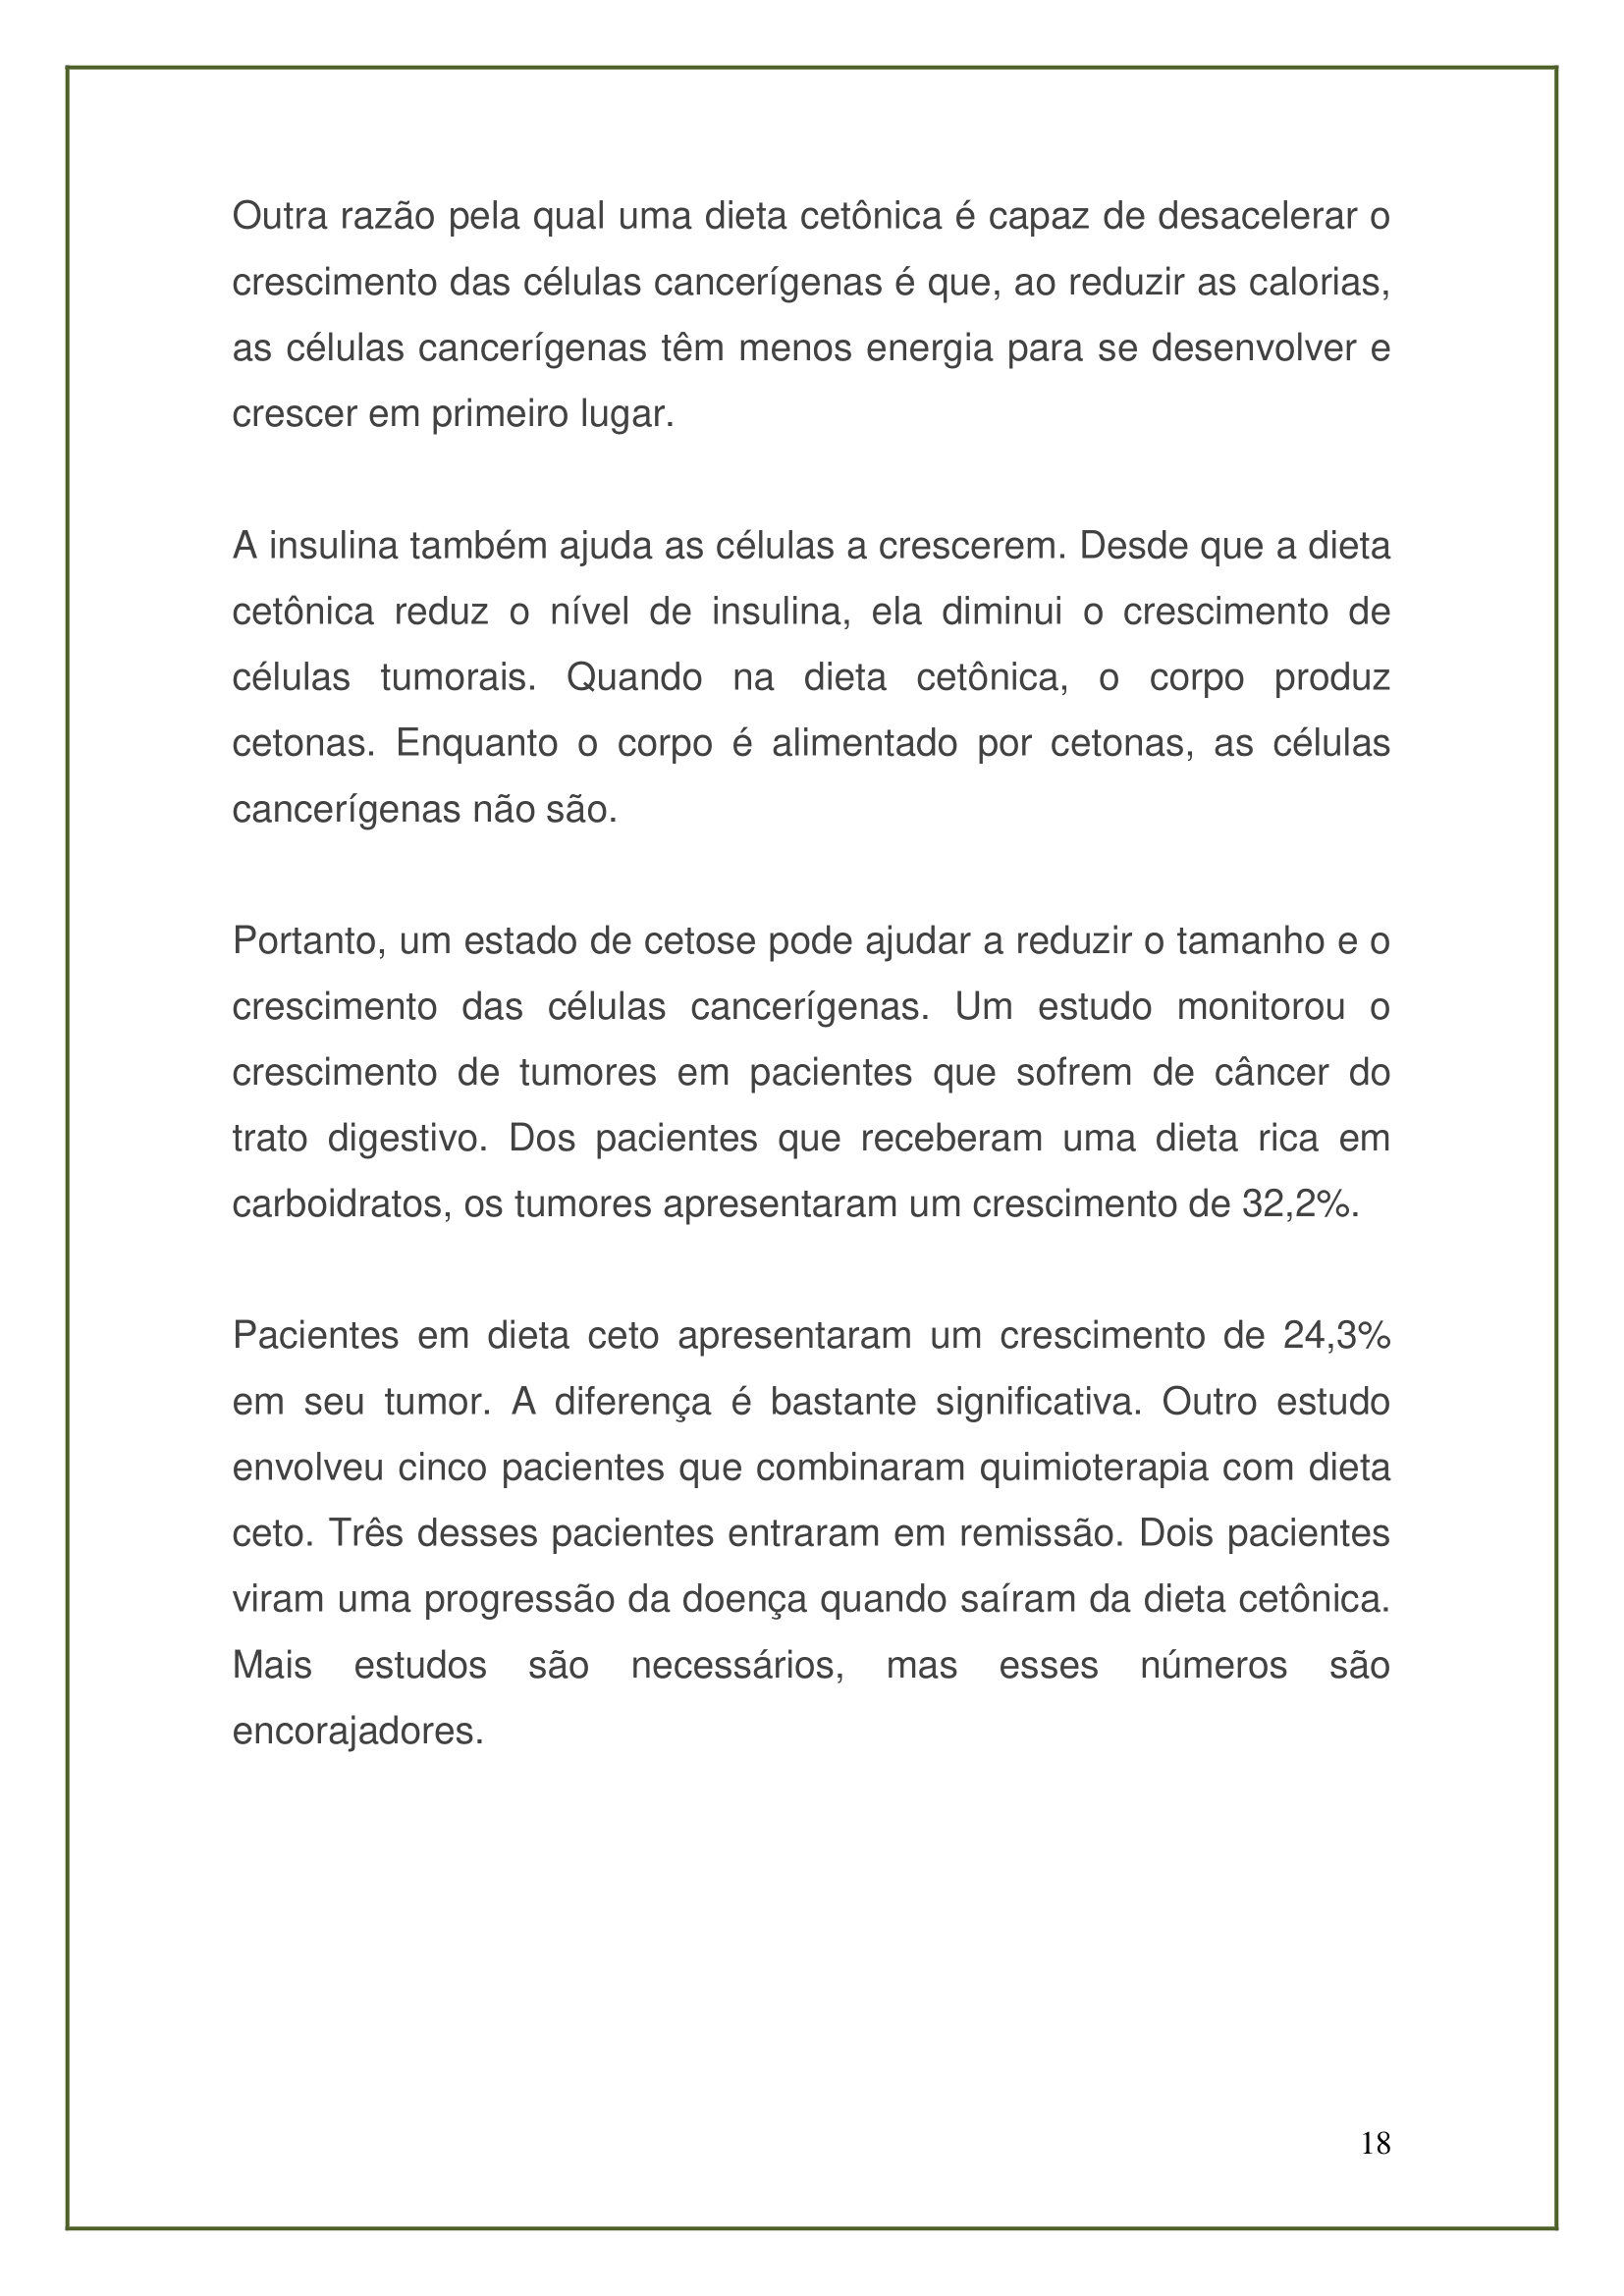 Outra razão pela qual uma dieta cetônica é capaz de desacelerar o
crescimento das células cancerígenas é que, ao reduzir as calorias,
as células cancerígenas têm menos energia para se desenvolver e
crescer em primeiro lugar.
A insulina também ajuda as células a crescerem. Desde que a dieta
cetônica reduz o nível de insulina, ela diminui o crescimento de
células tumorais. Quando na dieta cetônica, o corpo produz
cetonas. Enquanto o corpo é alimentado por cetonas, as células
cancerígenas não são.
Portanto, um estado de cetose pode ajudar a reduzir o tamanho e o
crescimento das células cancerígenas. Um estudo monitorou o
crescimento de tumores em pacientes que sofrem de câncer do
trato digestivo. Dos pacientes que receberam uma dieta rica em
carboidratos, os tumores apresentaram um crescimento de 32,2%.
Pacientes em dieta ceto apresentaram um crescimento de 24,3%
em seu tumor. A diferença é bastante significativa. Outro estudo
envolveu cinco pacientes que combinaram quimioterapia com dieta
ceto. Três desses pacientes entraram em remissão. Dois pacientes
viram uma progressão da doença quando saíram da dieta cetônica.
Mais estudos são necessários, mas esses números são
encorajadores.
18